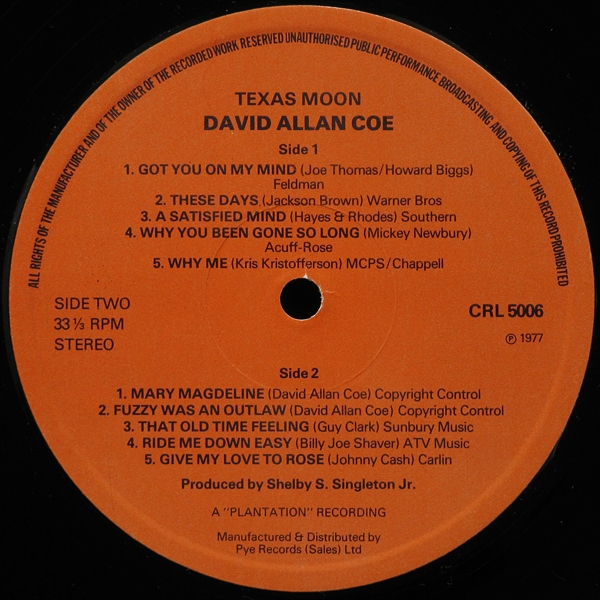 ALL RIGHTS OF THE MANUFACTURER AND OF THE OWNER OF THE RECORDED WORK RESERVED UNAUTHORISED PUBLIC PERFORMANCE BROADCASTING AND COPYING OF THIS RECORD PROHIBITED
TEXAS MOON
DAVID ALLAN COE
Side 1
1. GOT YOU ON MY MIND (Joe Thomas/Howard Biggs)
Feldman
2. THESE DAYS (Jackson Brown) Warner Bros
3. A SATISFIED MIND (Hayes & Rhodes) Southern
4. WHY YOU BEEN GONE SO LONG (Mickey Newbury)
Acuff-Rose
5. WHY ME (Kris Kristofferson) MCPS/Chappell
SIDE TWO
33⅓ RPM
STEREO
CRL 5006
℗ 1977
Side 2
1. MARY MAGDELINE (David Allan Coe) Copyright Control
2. FUZZY WAS AN OUTLAW (David Allan Coe) Copyright Control
3. THAT OLD TIME FEELING (Guy Clark) Sunbury Music
4. RIDE ME DOWN EASY (Billy Joe Shaver) ATV Music
5. GIVE MY LOVE TO ROSE (Johnny Cash) Carlin
Produced by Shelby S. Singleton Jr.
A "PLANTATION" RECORDING
Manufactured & Distributed by
Pye Records (Sales) Ltd